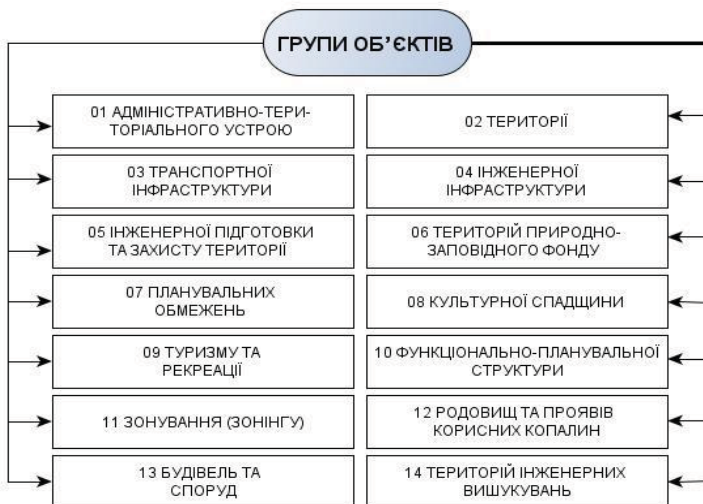 ГРУПИ ОБ’ЄКТІВ
01 АДМІНІСТРАТИВНО-ТЕРИ-
ТОРІАЛЬНОГО УСТРОЮ
02 ТЕРИТОРІЇ
03 ТРАНСПОРТНОЇ
ІНФРАСТРУКТУРИ
04 ІНЖЕНЕРНОЇ
ІНФРАСТРУКТУРИ
05 ІНЖЕНЕРНОЇ ПІДГОТОВКИ
ТА ЗАХИСТУ ТЕРИТОРІЇ
06 ТЕРИТОРІЙ ПРИРОДНО-
ЗАПОВІДНОГО ФОНДУ
07 ПЛАНУВАЛЬНИХ
ОБМЕЖЕНЬ
08 КУЛЬТУРНОЇ СПАДЩИНИ
09 ТУРИЗМУ ТА
РЕКРЕАЦІЇ
10 ФУНКЦІОНАЛЬНО-ПЛАНУВАЛЬНОЇ
СТРУКТУРИ
11 ЗОНУВАННЯ (ЗОНІНГУ)
12 РОДОВИЩ ТА ПРОЯВІВ
КОРИСНИХ КОПАЛИН
13 БУДІВЕЛЬ ТА
СПОРУД
14 ТЕРИТОРІЙ ІНЖЕНЕРНИХ
ВИШУКУВАНЬ